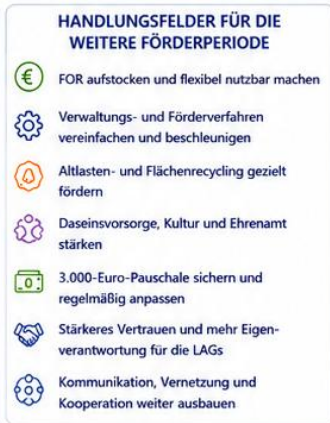 HANDLUNGSFELDER FÜR DIE
WEITERE FÖRDERPERIODE
€
FOR aufstocken und flexibel nutzbar machen
Verwaltungs- und Förderverfahren
vereinfachen und beschleunigen
Altlasten- und Flächenrecycling gezielt
fördern
Daseinsvorsorge, Kultur und Ehrenamt
stärken
3.000-Euro-Pauschale sichern und
regelmäßig anpassen
Stärkeres Vertrauen und mehr Eigen-
verantwortung für die LAGs
Kommunikation, Vernetzung und
Kooperation weiter ausbauen